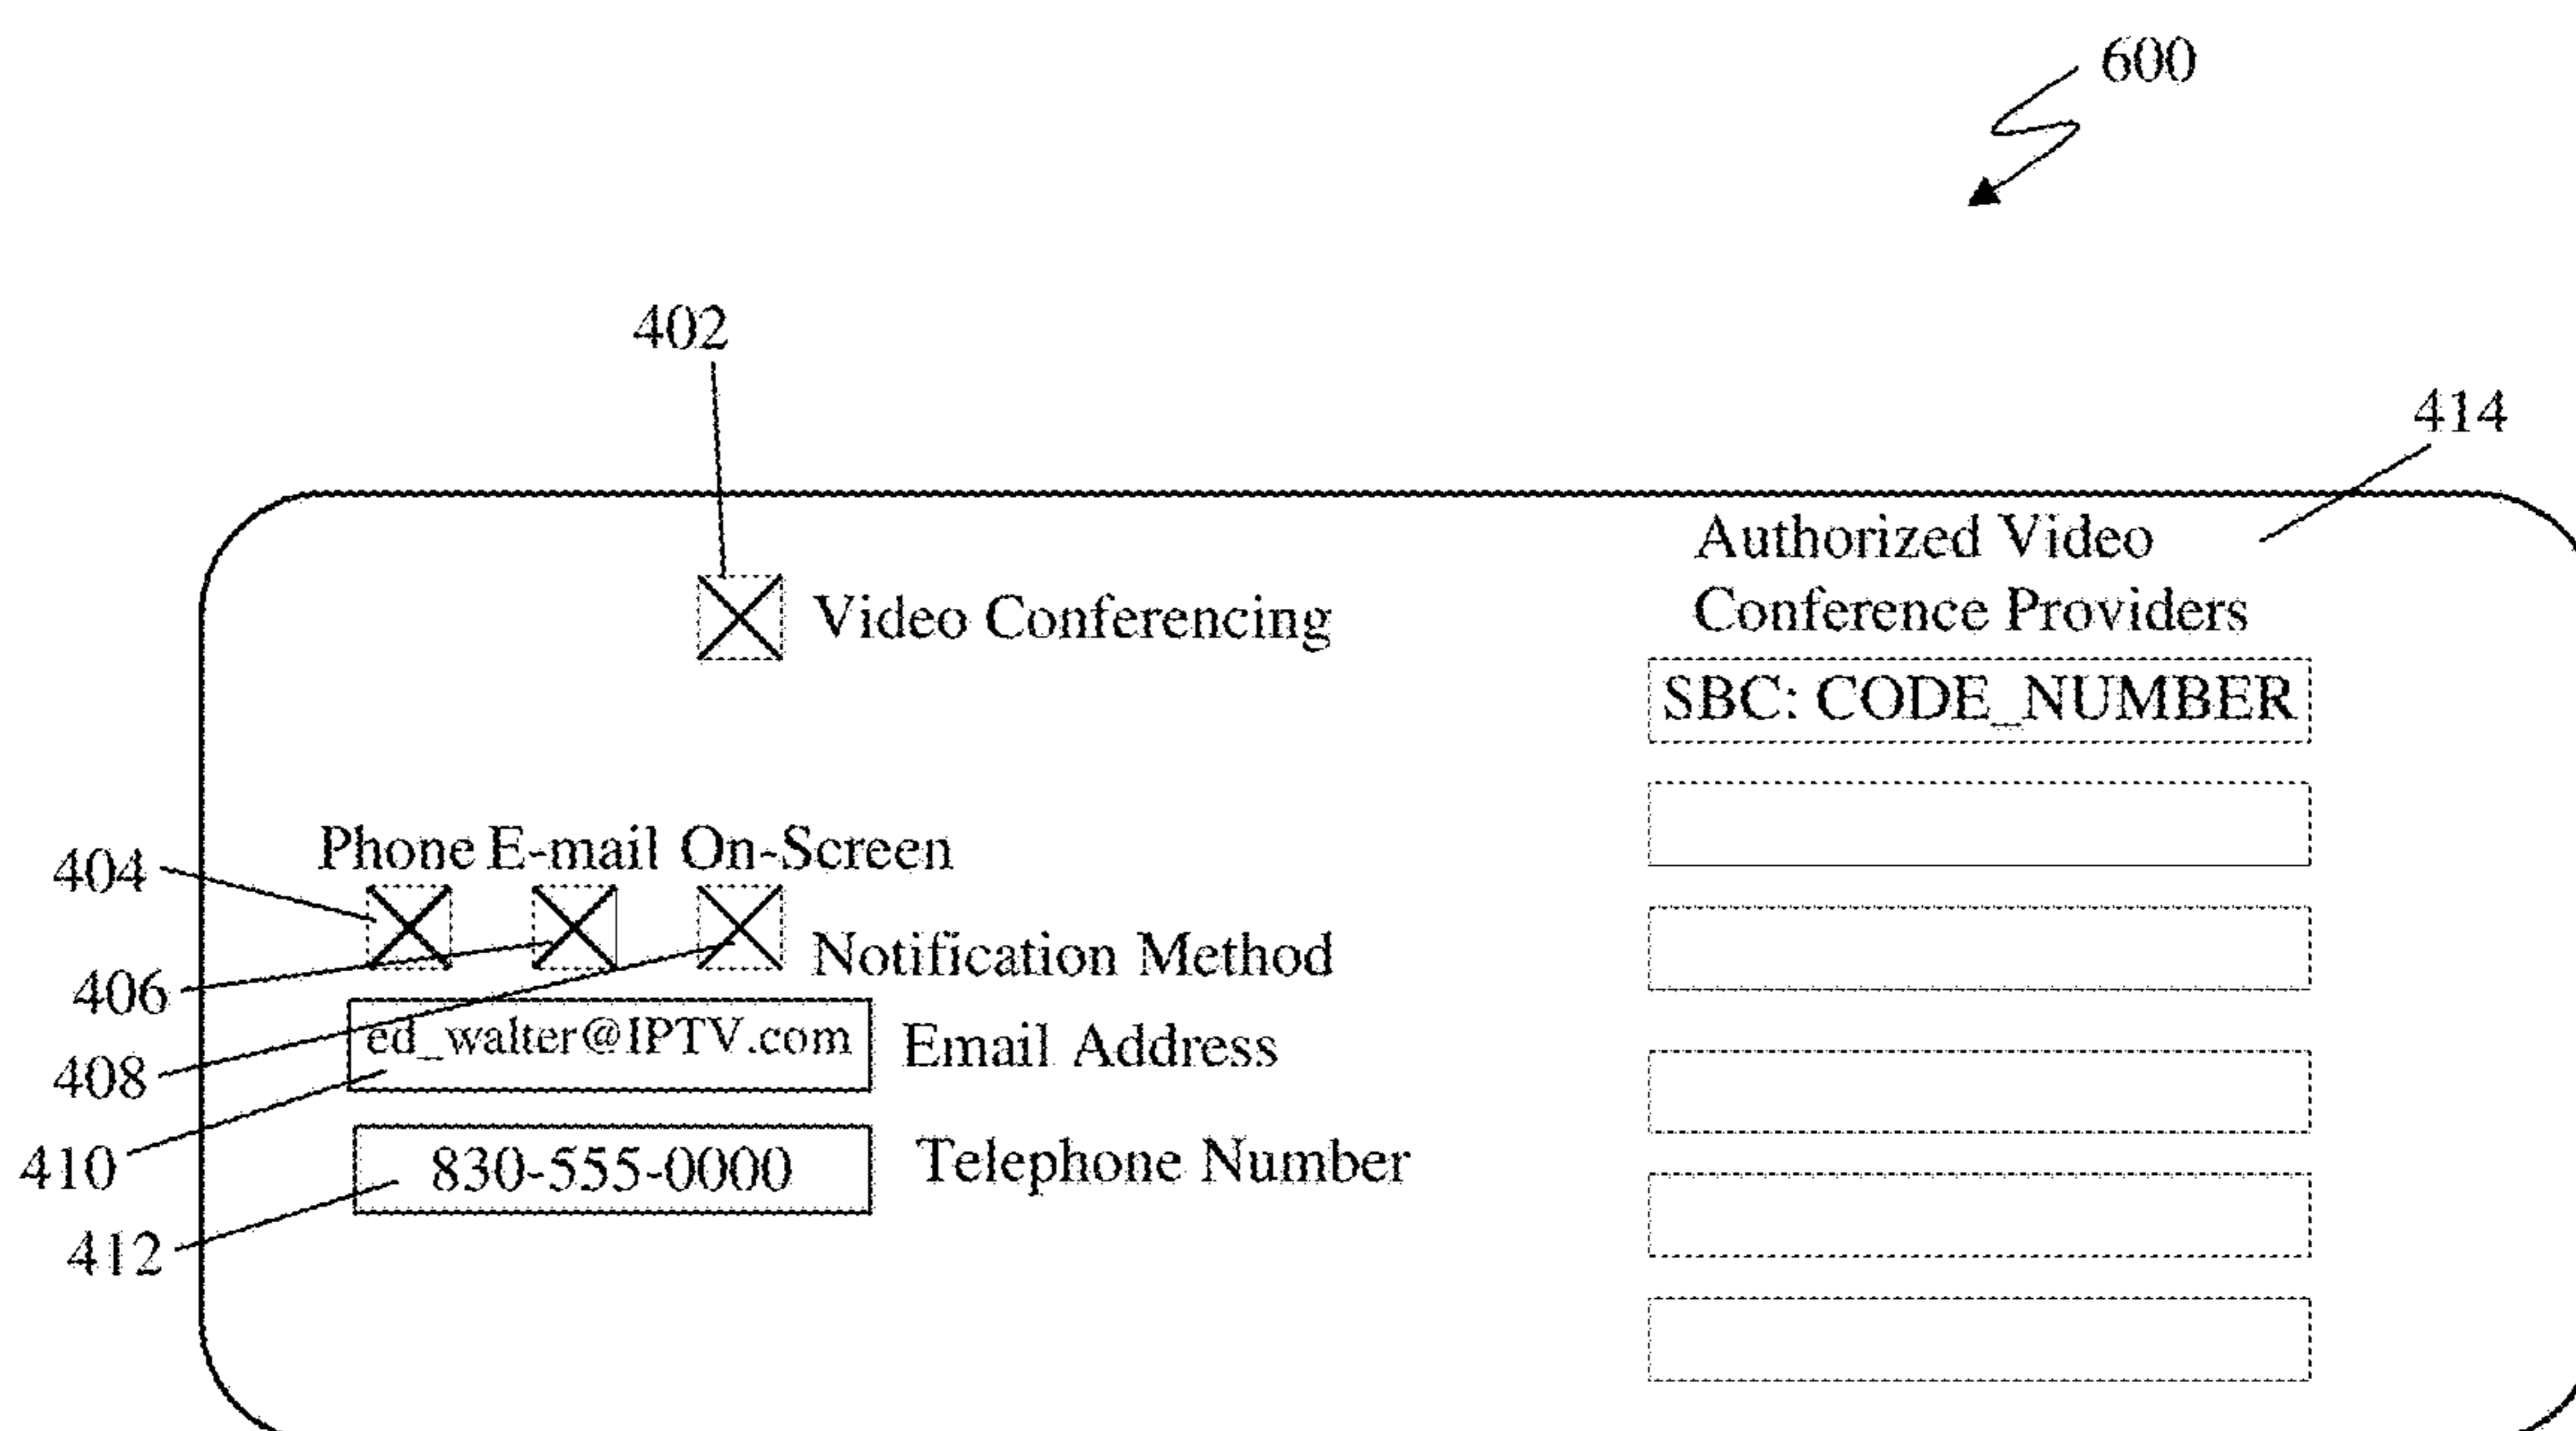 600
402
414
Authorized Video
Conference Providers
Video Conferencing
SBC: CODE_NUMBER
Phone E-mail On-Screen
404
406
Notification Method
408
ed_walter@IPTV.com Email Address
410
830-555-0000 Telephone Number
412